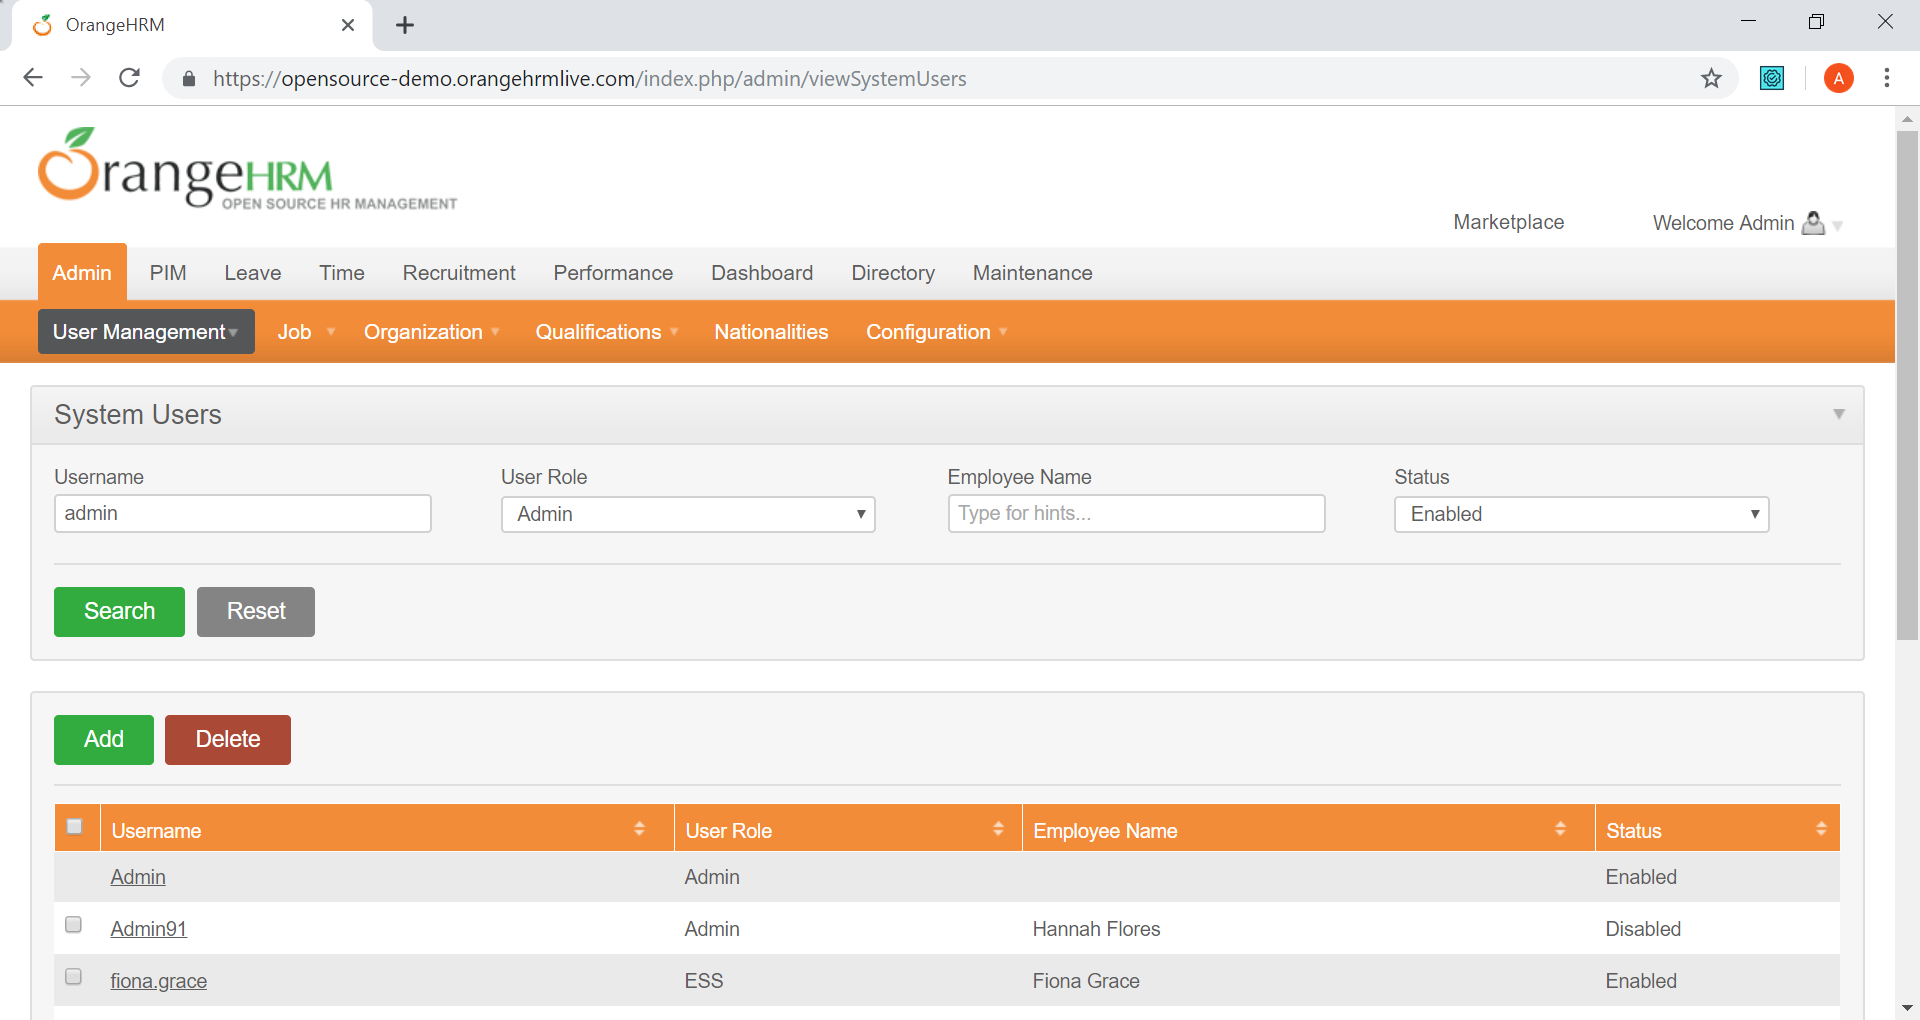 OrangeHRM
https://opensource-demo.orangehrmlive.com/index.php/admin/viewSystemUsers
A
OrangeHRM
OPEN SOURCE HR MANAGEMENT
Marketplace Welcome Admin
Admin PIM Leave Time Recruitment Performance Dashboard Directory Maintenance
User Management Job Organization Qualifications Nationalities Configuration
System Users
Username User Role Employee Name Status
admin Admin Type for hints... Enabled
Search Reset
Add Delete
Username User Role Employee Name Status
Admin Admin Enabled
Admin91 Admin Hannah Flores Disabled
fiona.grace ESS Fiona Grace Enabled